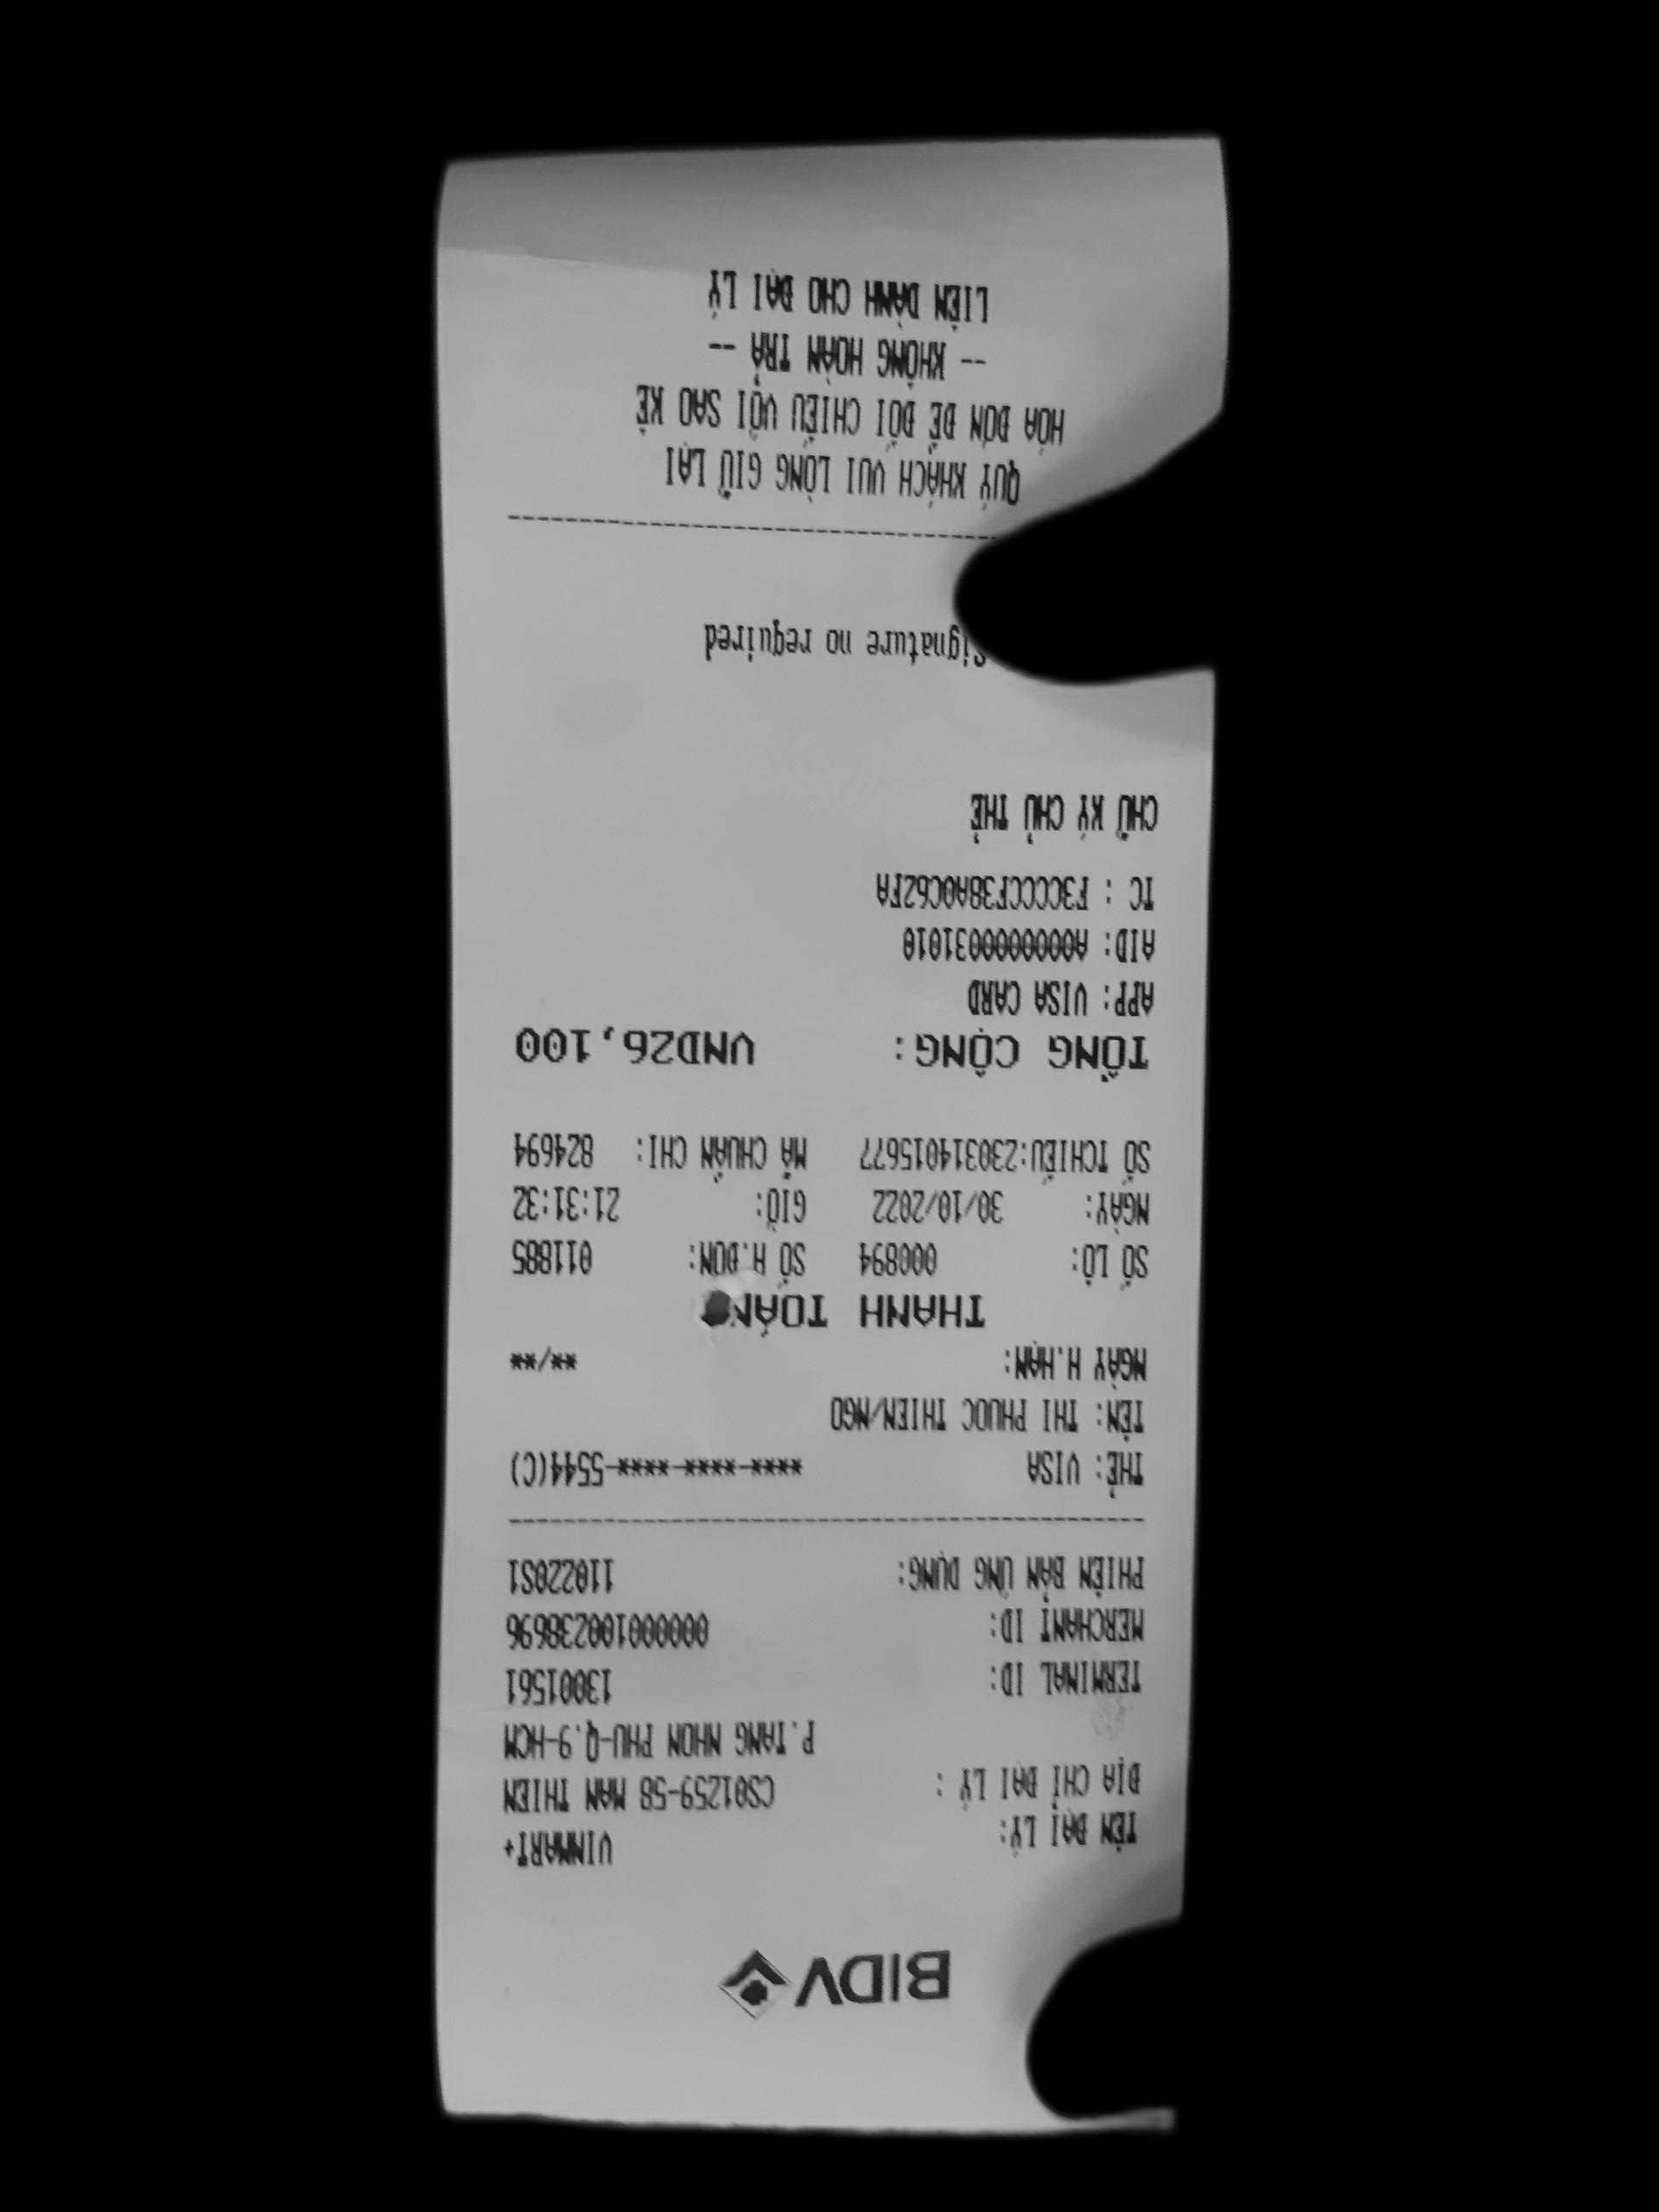 BIDV
TÊN ĐẠI LÝ: VINMART+
ĐỊA CHỈ ĐẠI LÝ : CS01259-58 MAN THIEN
P.TANG NHON PHU-Q.9-HCM
TERMINAL ID: 13001561
MERCHANT ID: 000000100238696
PHIÊN BẢN ỨNG DỤNG: 110220S1
THẺ: VISA ****-****-****-5544(C)
TÊN: THI PHUOC THIEN/NGO
NGÀY H.HẠN: **/**
THANH TOÁN
SỐ LÔ: 000894 SỐ H.ĐƠN: 011885
NGÀY: 30/10/2022 GIỜ: 21:31:32
SỐ TCHIẾU:230314015677 MÃ CHUẨN CHI: 824694
TỔNG CỘNG: VND26,100
APP: VISA CARD
AID: A0000000031010
TC : F3CCCCF38A0C62FA
CHỮ KÝ CHỦ THẺ
Signature no required
QUÝ KHÁCH VUI LÒNG GIỮ LẠI
HÓA ĐƠN ĐỂ ĐỐI CHIẾU VỚI SAO KÊ
-- KHÔNG HOÀN TRẢ --
LIÊN DÀNH CHO ĐẠI LÝ